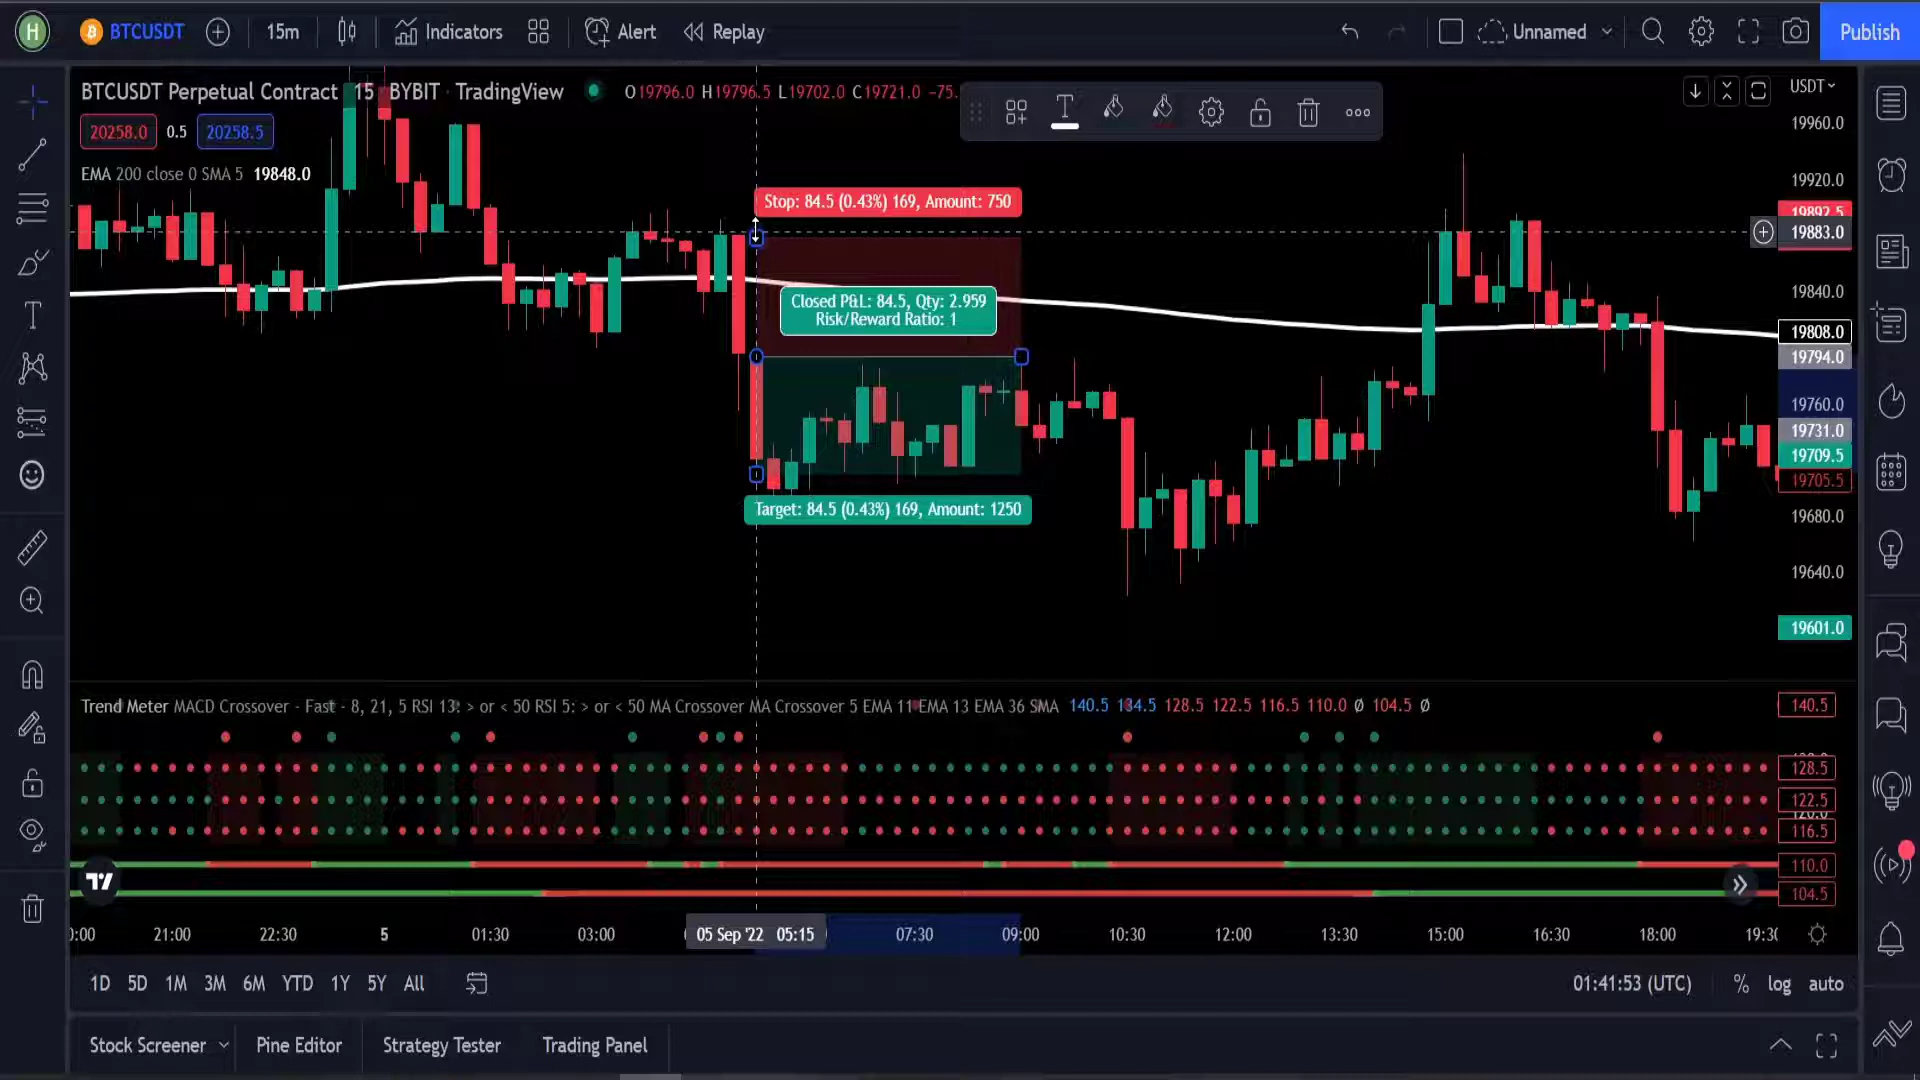 H BTCUSDT 15m Indicators Alert Replay Unnamed Publish
BTCUSDT Perpetual Contract 15 BYBIT TradingView O19796.0 H19796.5 L19702.0 C19721.0 −75.
USDT
20258.0 0.5 20258.5
EMA 200 close 0 SMA 5 19848.0
Stop: 84.5 (0.43%) 169, Amount: 750
Closed P&L: 84.5, Qty: 2.959
Risk/Reward Ratio: 1
Target: 84.5 (0.43%) 169, Amount: 1250
19960.0
19920.0
19892.5
19883.0
19840.0
19808.0
19794.0
19760.0
19731.0
19709.5
19705.5
19680.0
19640.0
19601.0
Trend Meter MACD Crossover - Fast - 8, 21, 5 RSI 13: > or < 50 RSI 5: > or < 50 MA Crossover MA Crossover 5 EMA 11 EMA 13 EMA 36 SMA 140.5 134.5 128.5 122.5 116.5 110.0 Ø 104.5 Ø
140.5
128.5
122.5
116.5
110.0
104.5
:00 21:00 22:30 5 01:30 03:00 05 Sep '22 05:15 07:30 09:00 10:30 12:00 13:30 15:00 16:30 18:00 19:30
1D 5D 1M 3M 6M YTD 1Y 5Y All 01:41:53 (UTC) % log auto
Stock Screener Pine Editor Strategy Tester Trading Panel